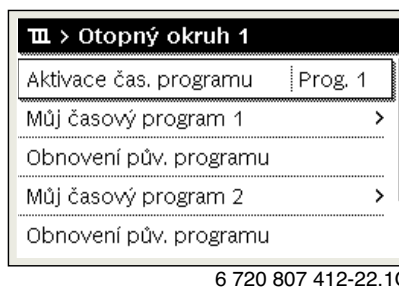 > Otopný okruh 1
Aktivace čas. programu Prog. 1
Můj časový program 1 >
Obnovení pův. programu
Můj časový program 2 >
Obnovení pův. programu
6 720 807 412-22.1O